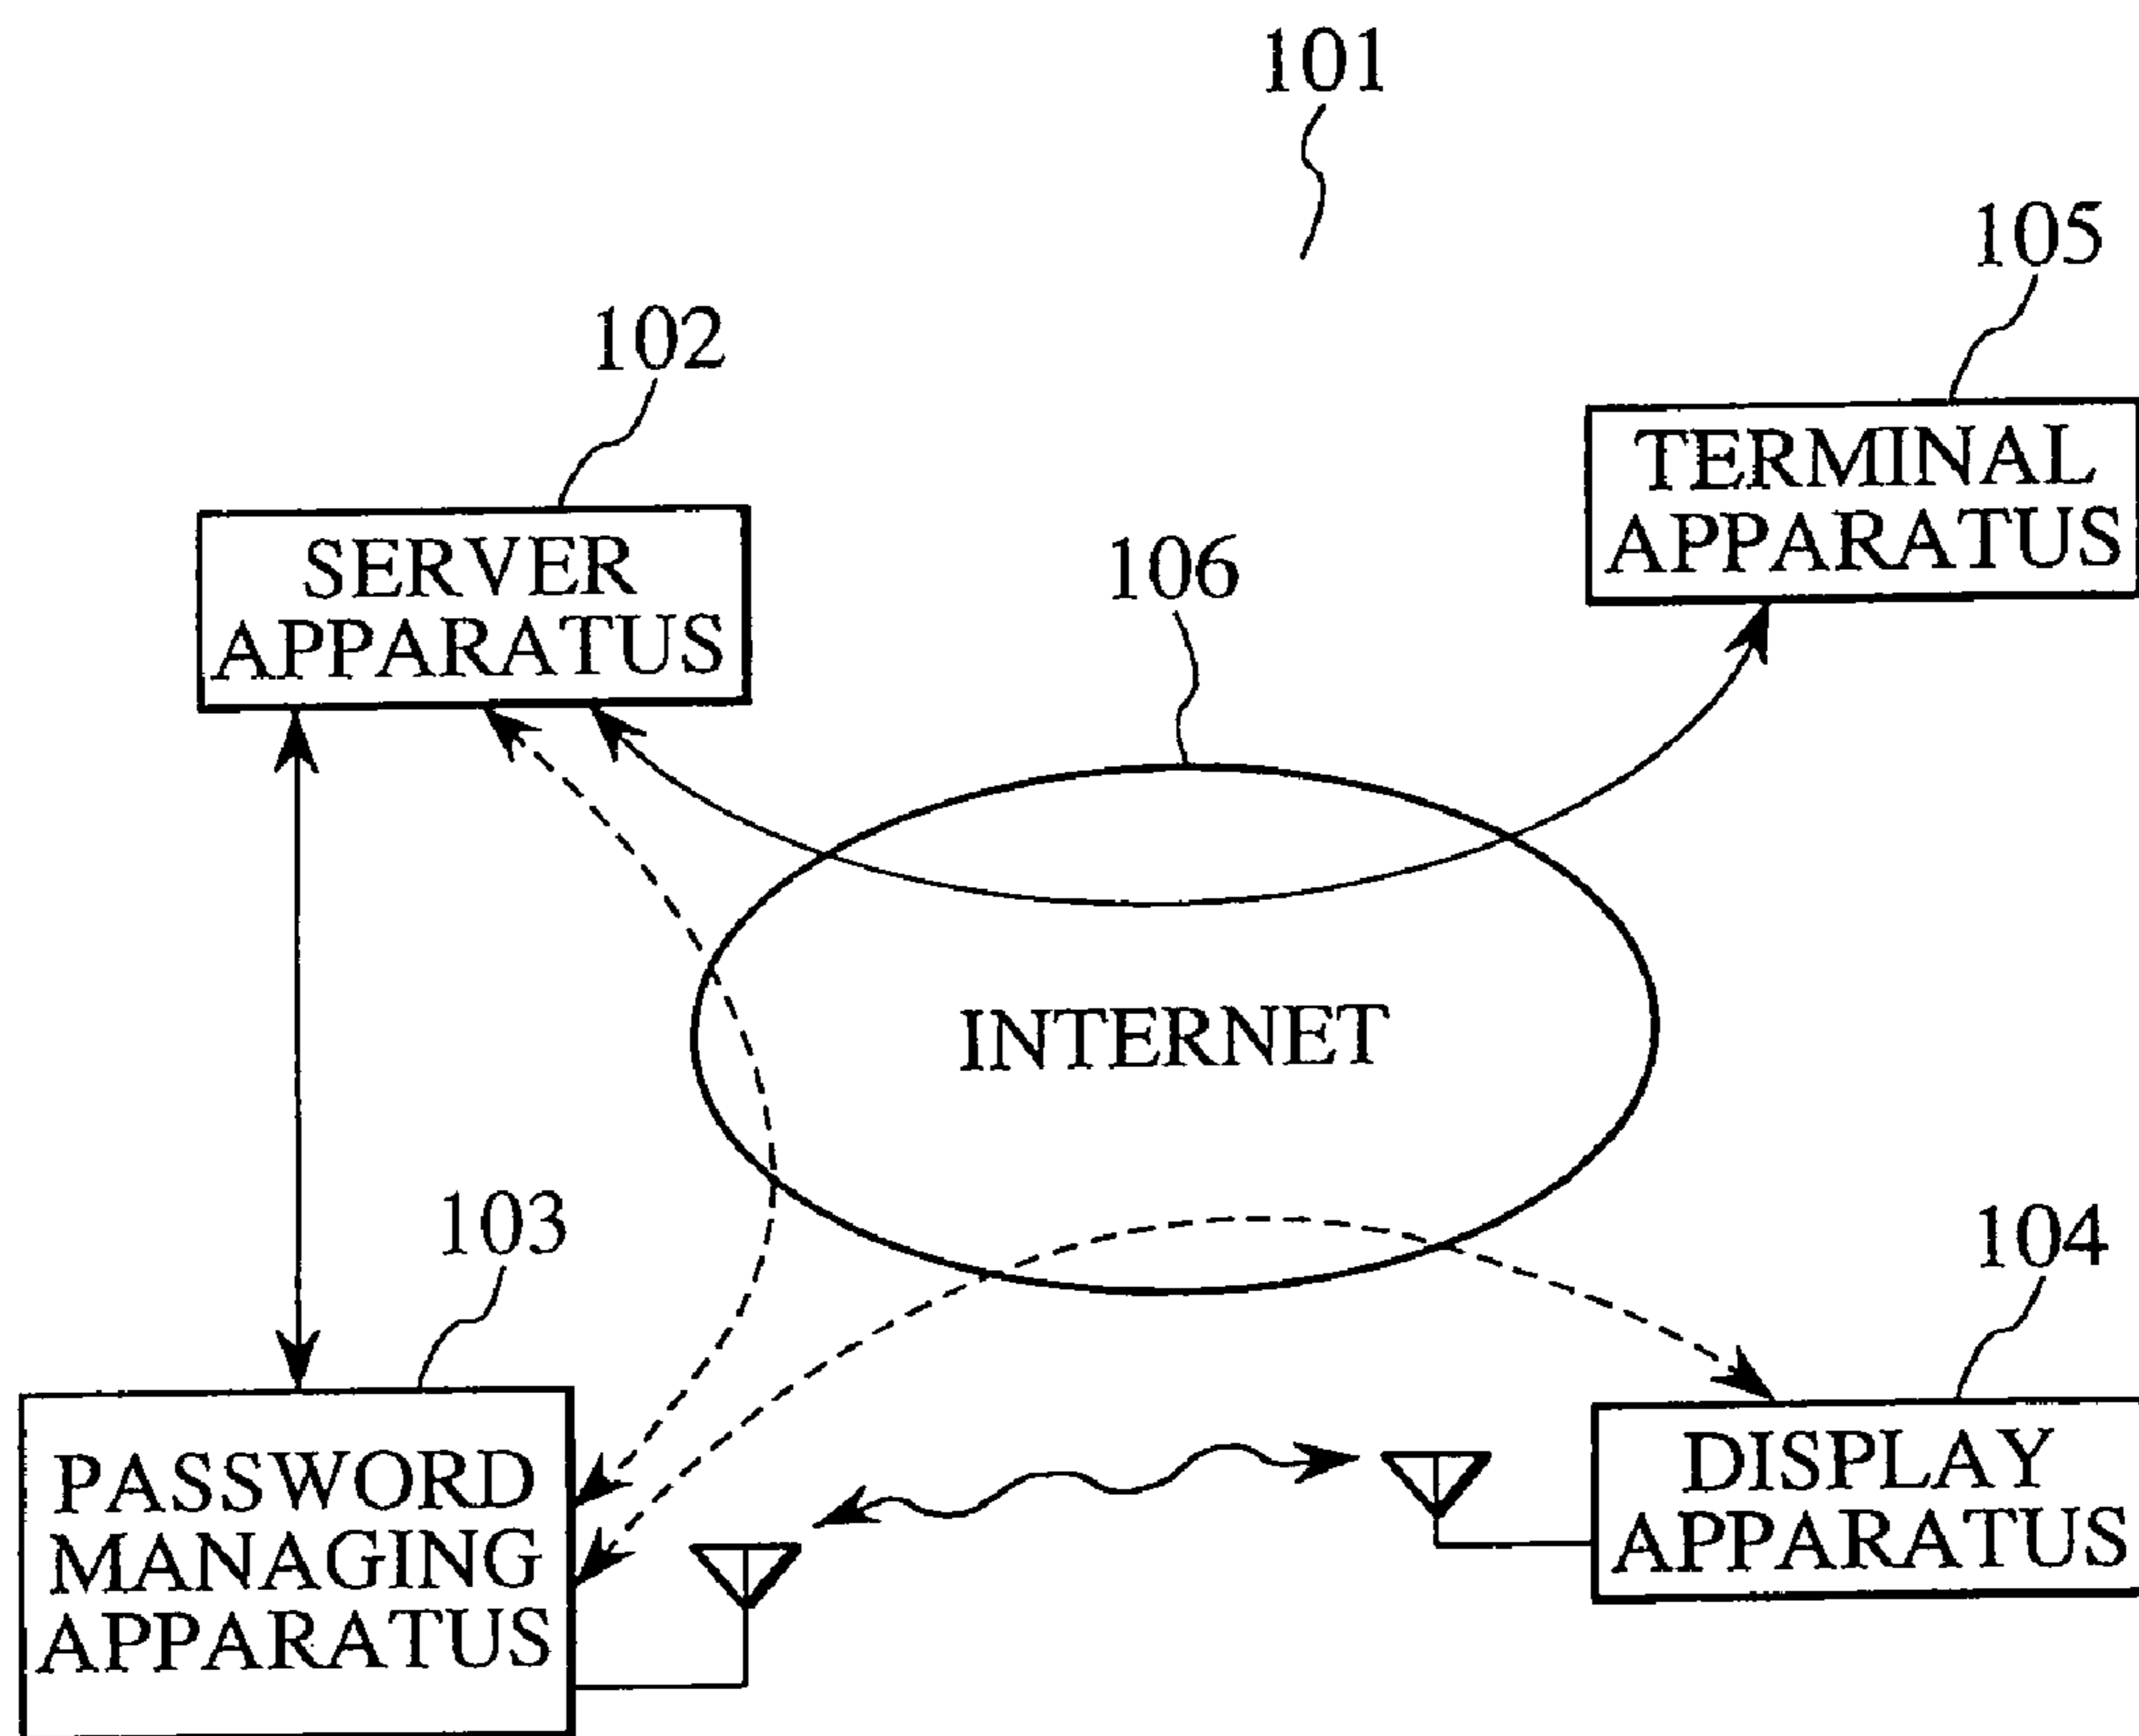 101
105
102
TERMINAL
APPARATUS
SERVER
APPARATUS
106
INTERNET
103
104
PASSWORD
MANAGING
APPARATUS
DISPLAY
APPARATUS